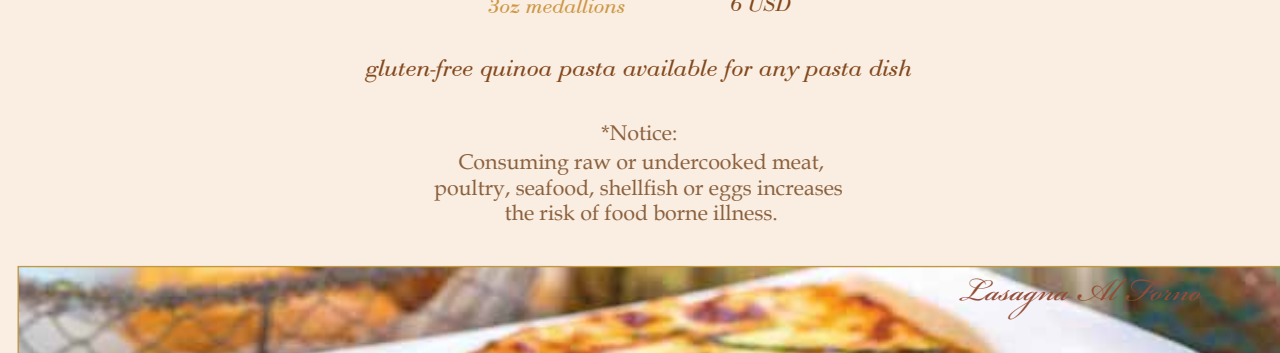 3oz medallions 6 USD
gluten-free quinoa pasta available for any pasta dish
*Notice:
Consuming raw or undercooked meat,
poultry, seafood, shellfish or eggs increases
the risk of food borne illness.
Lasagna Al Forno